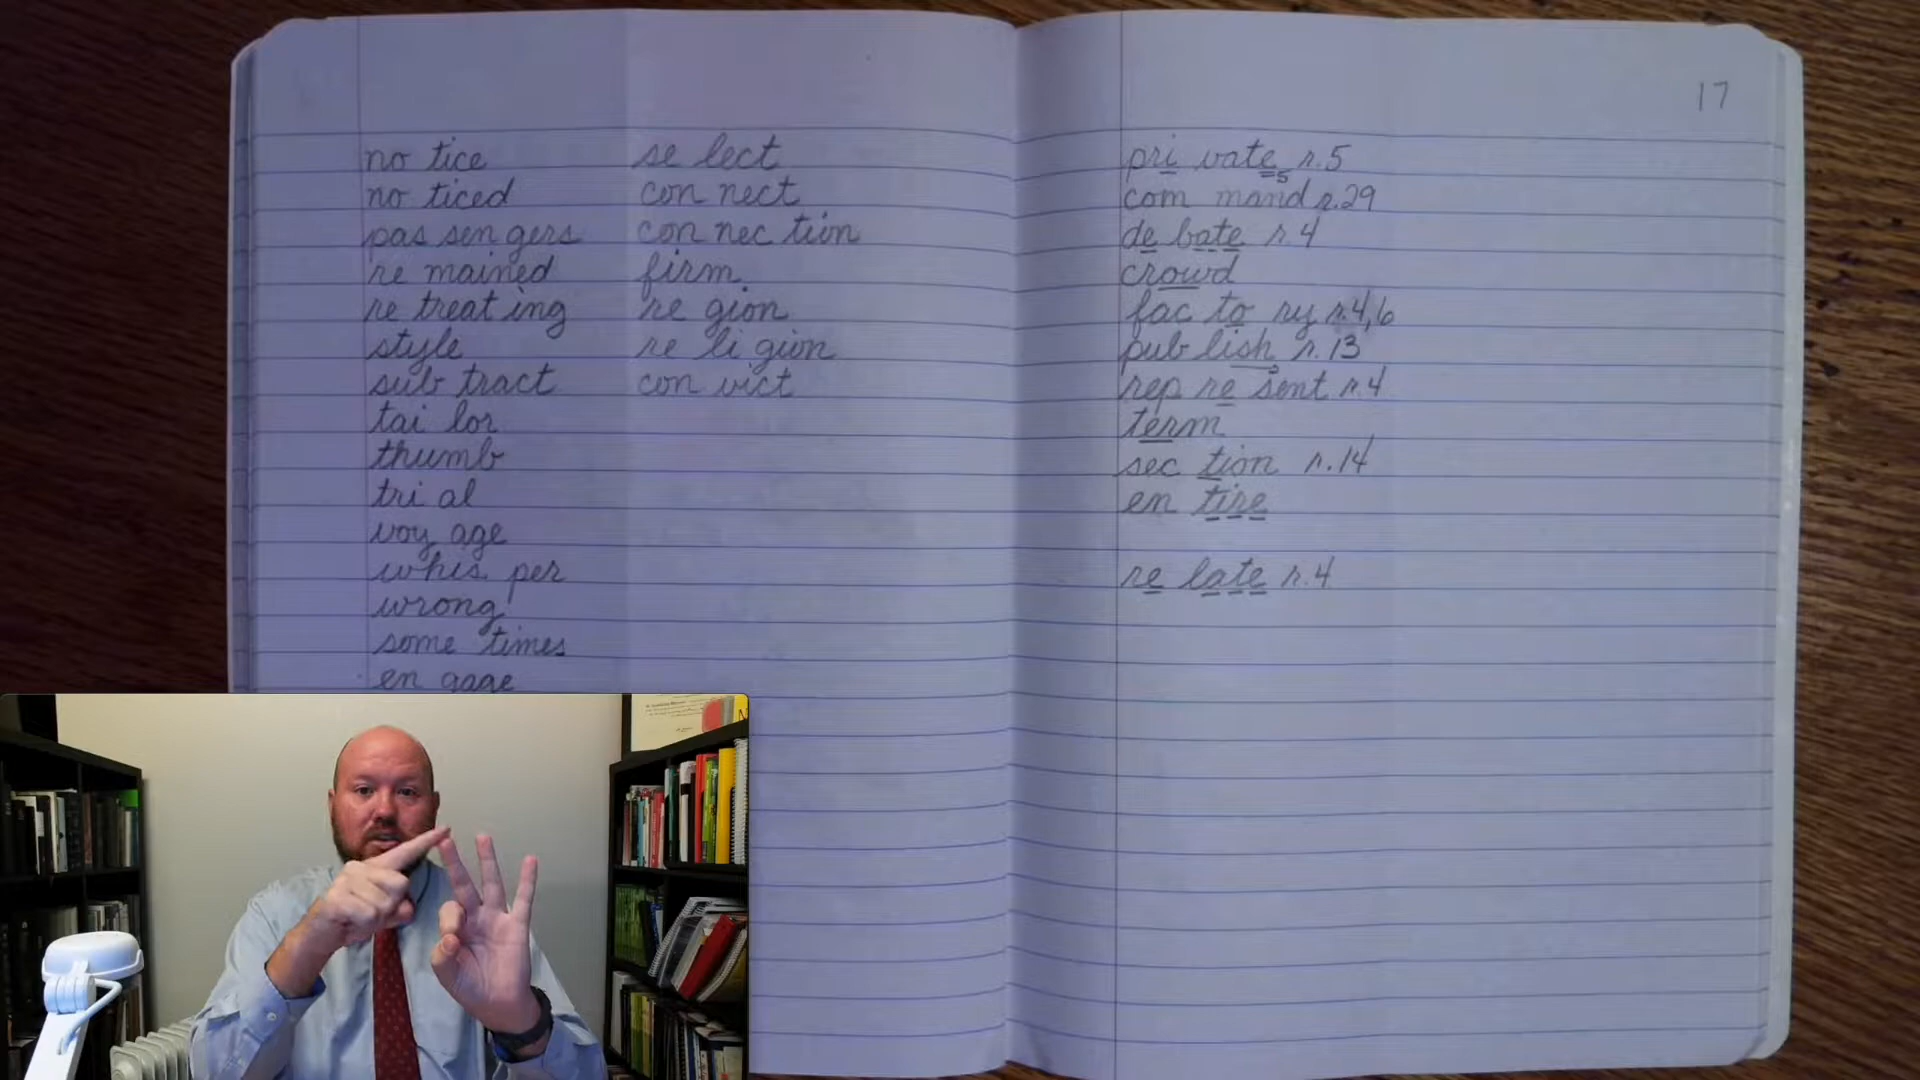 no tice
no ticed
pas sen gers
re mained
re treat ing
style
sub tract
tai lor
thumb
tri al
voy age
whis per
wrong
some times
en gage
se lect
con nect
con nec tion
firm
re gion
re li gion
con vict
17
pri vate 5 r.5
com mand r.29
de bate r.4
crowd
fac to ry r.4,6
pub lish r.13
rep re sent r.4
term
sec tion r.14
en tire
re late r.4